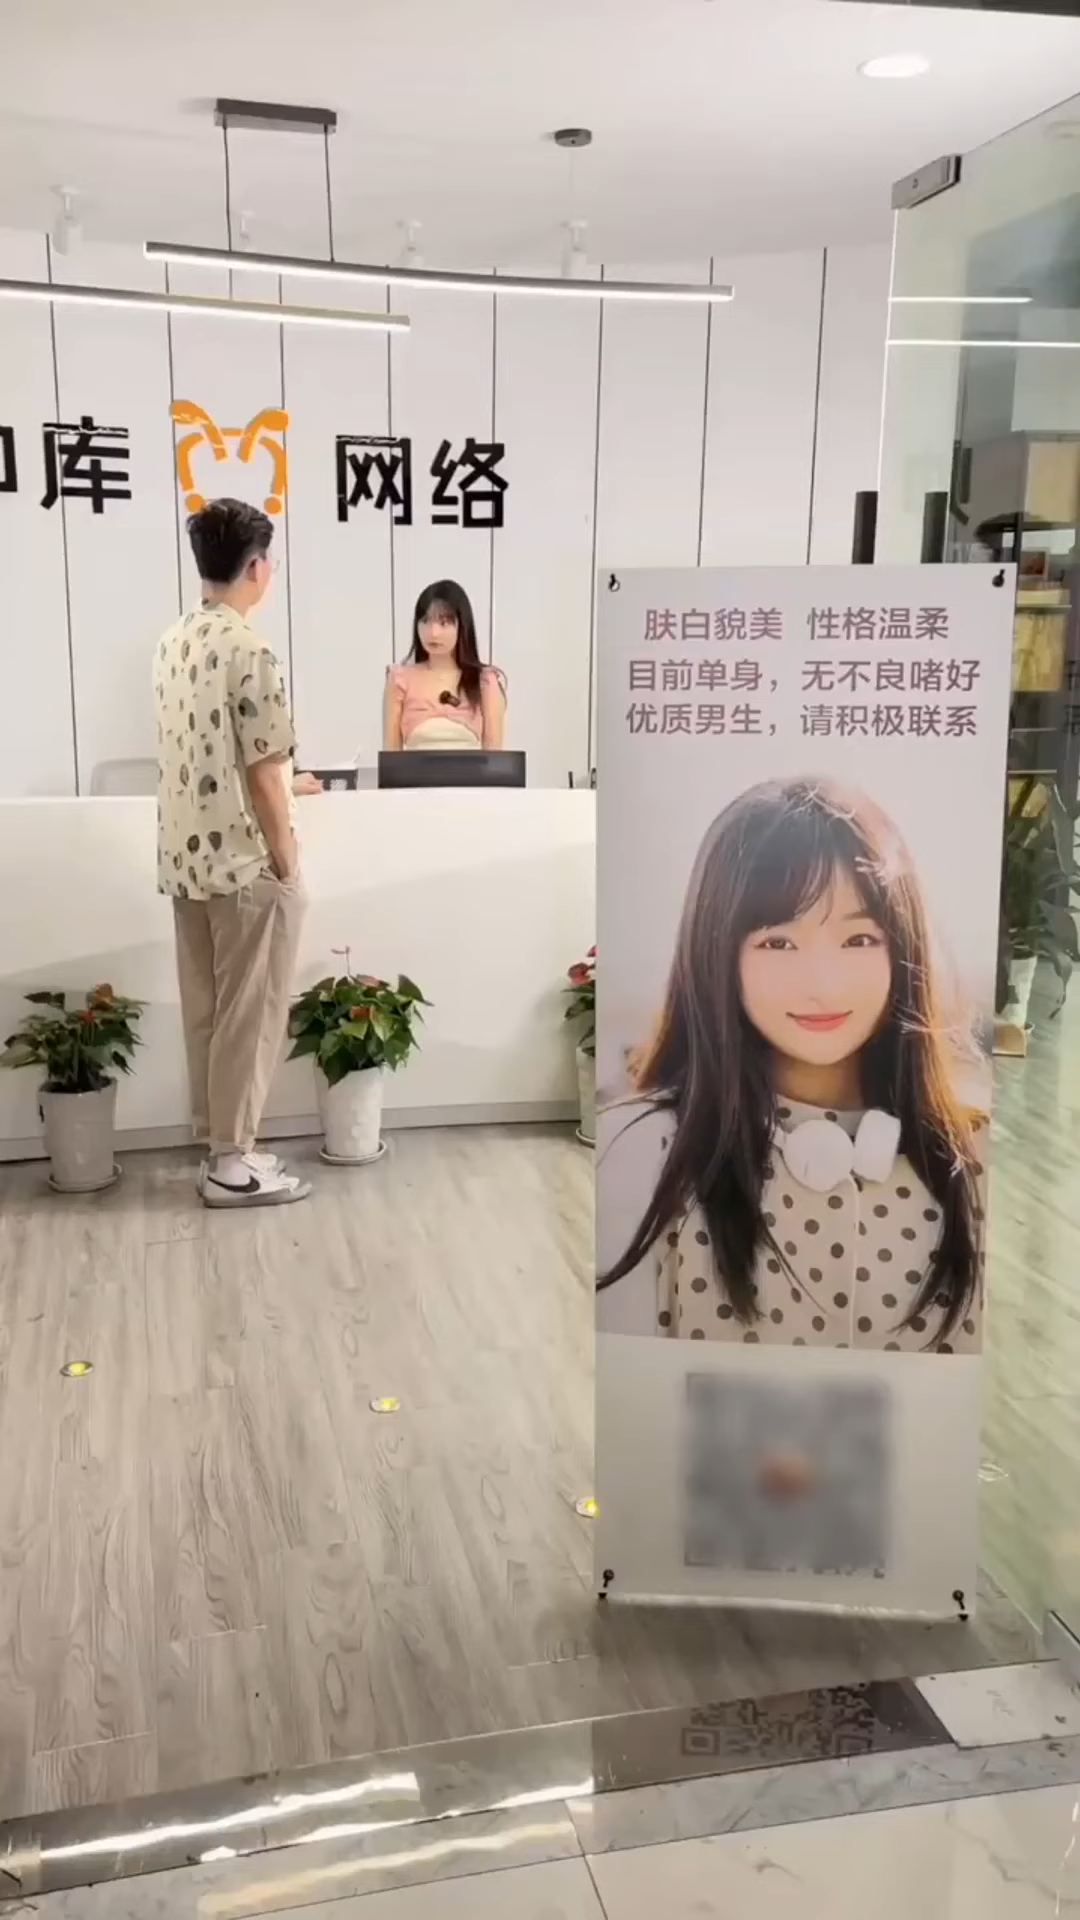 库 网络
肤白貌美 性格温柔
目前单身，无不良嗜好
优质男生，请积极联系